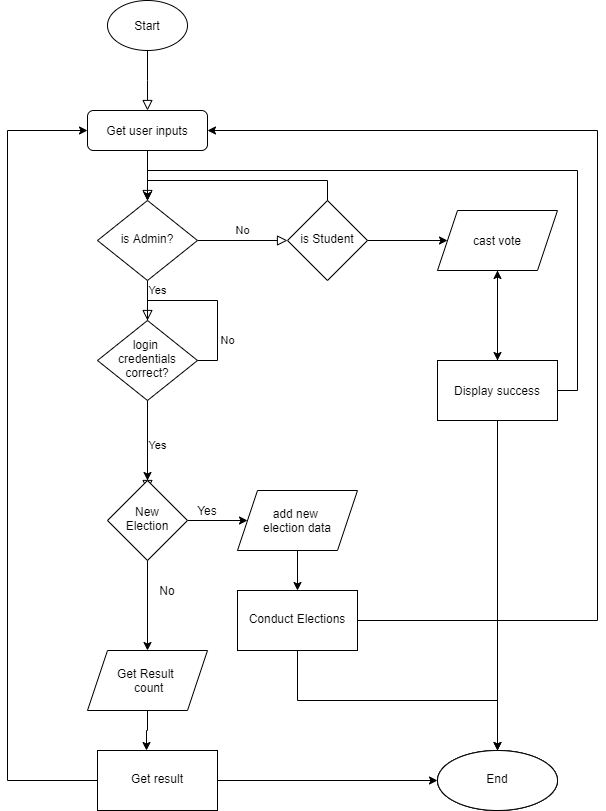 Start
Get user inputs
is Admin?
No
is Student
cast vote
Yes
login
credentials
correct?
No
Display success
Yes
New
Election
Yes
add new
election data
No
Conduct Elections
Get Result
count
Get result
End